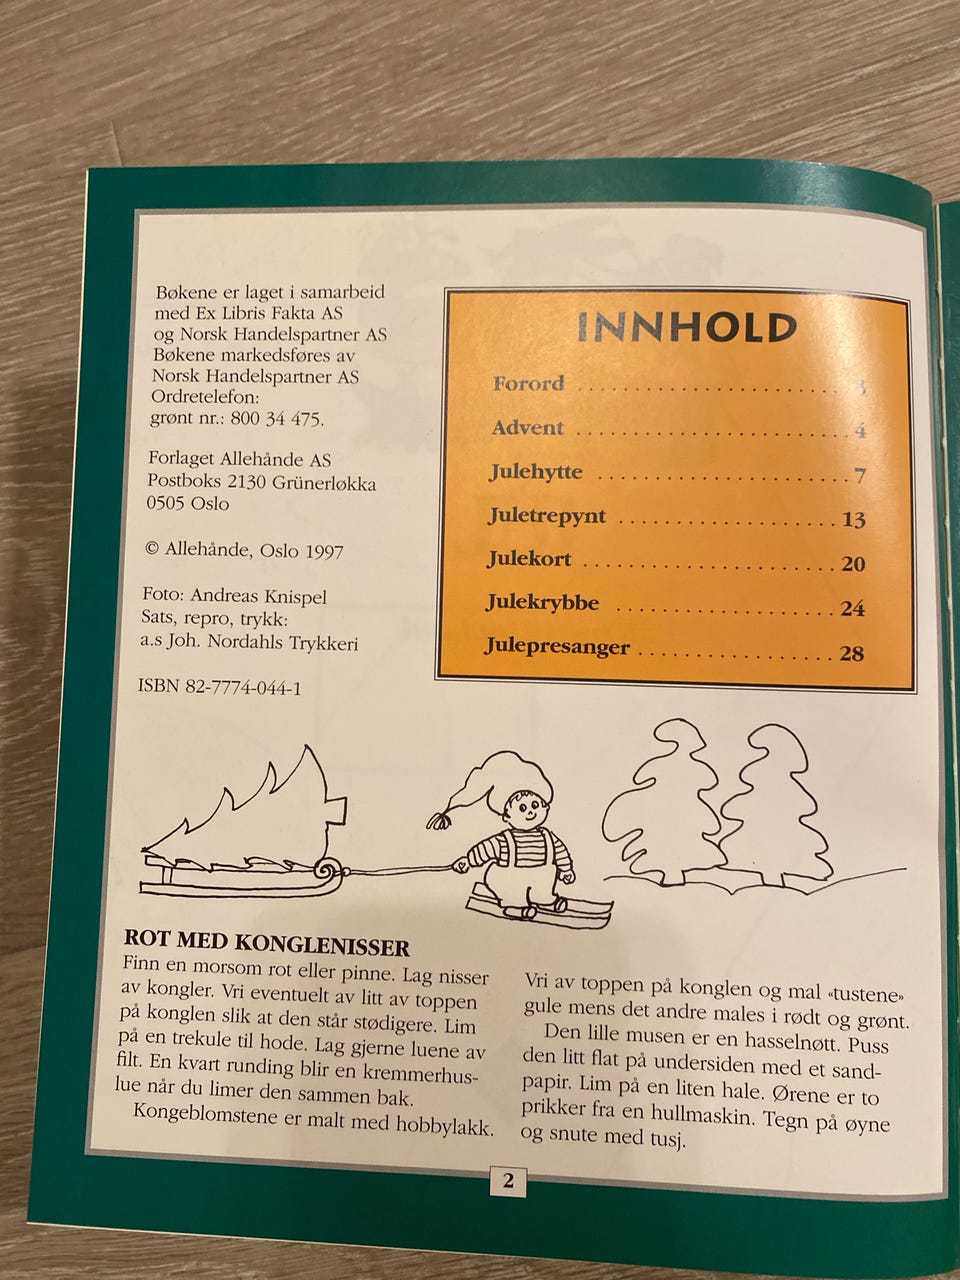 Bøkene er laget i samarbeid
med Ex Libris Fakta AS
og Norsk Handelspartner AS
Bøkene markedsføres av
Norsk Handelspartner AS
Ordretelefon:
grønt nr.: 800 34 475.
Forlaget Allehånde AS
Postboks 2130 Grünerløkka
0505 Oslo
© Allehånde, Oslo 1997
Foto: Andreas Knispel
Sats, repro, trykk:
a.s Joh. Nordahls Trykkeri
ISBN 82-7774-044-1
INNHOLD
Forord . . . . . . . . . . . . . . . . . . . . . . . 3
Advent . . . . . . . . . . . . . . . . . . . . . . . 4
Julehytte . . . . . . . . . . . . . . . . . . . . . 7
Juletrepynt . . . . . . . . . . . . . . . . . . 13
Julekort . . . . . . . . . . . . . . . . . . . . . 20
Julekrybbe . . . . . . . . . . . . . . . . . . 24
Julepresanger . . . . . . . . . . . . . . . . 28
ROT MED KONGLENISSER
Finn en morsom rot eller pinne. Lag nisser
av kongler. Vri eventuelt av litt av toppen
på konglen slik at den står stødigere. Lim
på en trekule til hode. Lag gjerne luene av
filt. En kvart runding blir en kremmerhus-
lue når du limer den sammen bak.
Kongeblomstene er malt med hobbylakk.
Vri av toppen på konglen og mal «tustene»
gule mens det andre males i rødt og grønt.
Den lille musen er en hasselnøtt. Puss
den litt flat på undersiden med et sand-
papir. Lim på en liten hale. Ørene er to
prikker fra en hullmaskin. Tegn på øyne
og snute med tusj.
2